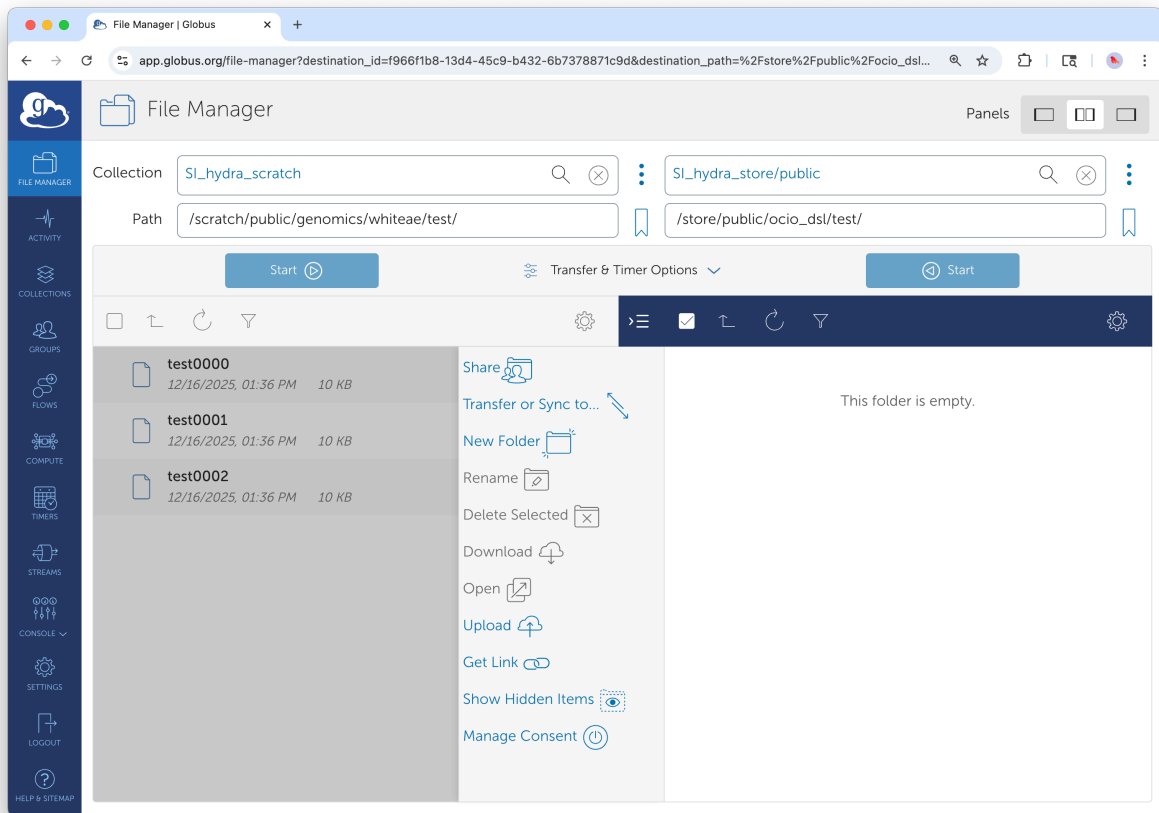 File Manager | Globus
app.globus.org/file-manager?destination_id=f966f1b8-13d4-45c9-b432-6b7378871c9d&destination_path=%2Fstore%2Fpublic%2Focio_dsl...
g
File Manager
Panels
FILE MANAGER
ACTIVITY
COLLECTIONS
GROUPS
FLOWS
COMPUTE
TIMERS
STREAMS
CONSOLE
SETTINGS
LOGOUT
HELP & SITEMAP
Collection
SI_hydra_scratch
SI_hydra_store/public
Path
/scratch/public/genomics/whiteae/test/
/store/public/ocio_dsl/test/
Start
Transfer & Timer Options
Start
test0000
12/16/2025, 01:36 PM 10 KB
test0001
12/16/2025, 01:36 PM 10 KB
test0002
12/16/2025, 01:36 PM 10 KB
Share
Transfer or Sync to...
New Folder
Rename
Delete Selected
Download
Open
Upload
Get Link
Show Hidden Items
Manage Consent
This folder is empty.